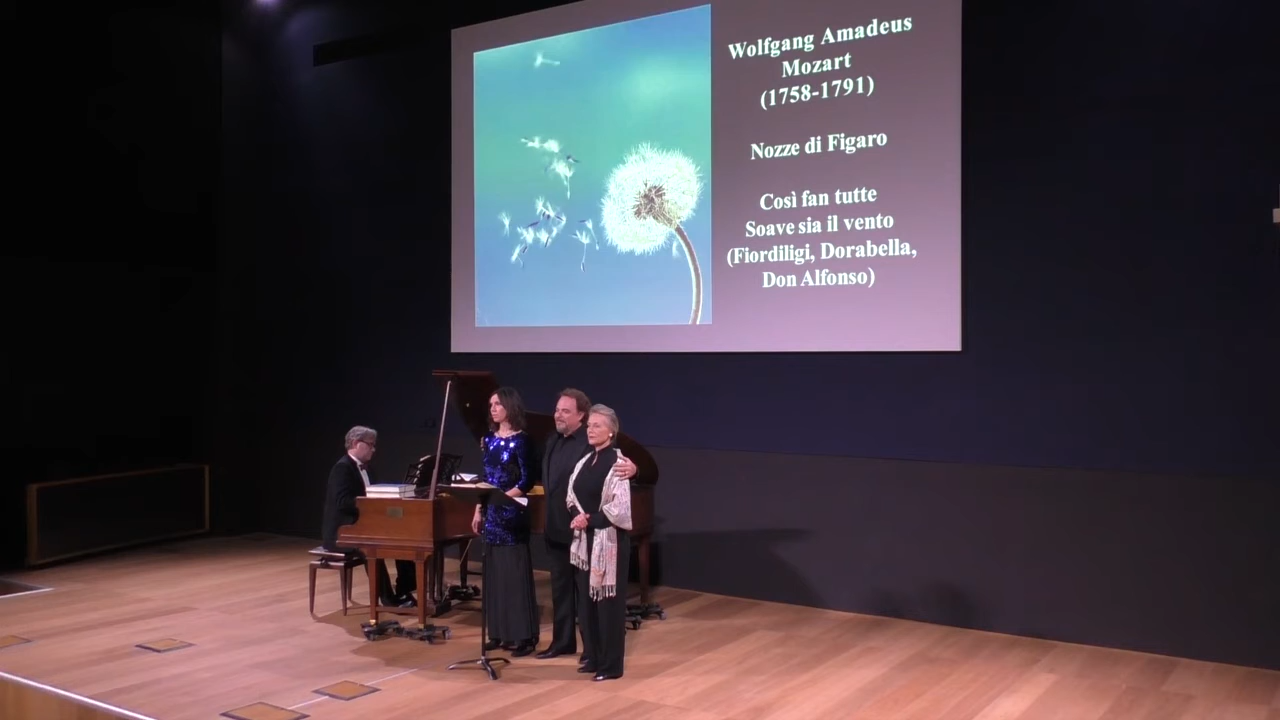 Wolfgang Amadeus
Mozart
(1758-1791)
Nozze di Figaro
Così fan tutte
Soave sia il vento
(Fiordiligi, Dorabella,
Don Alfonso)